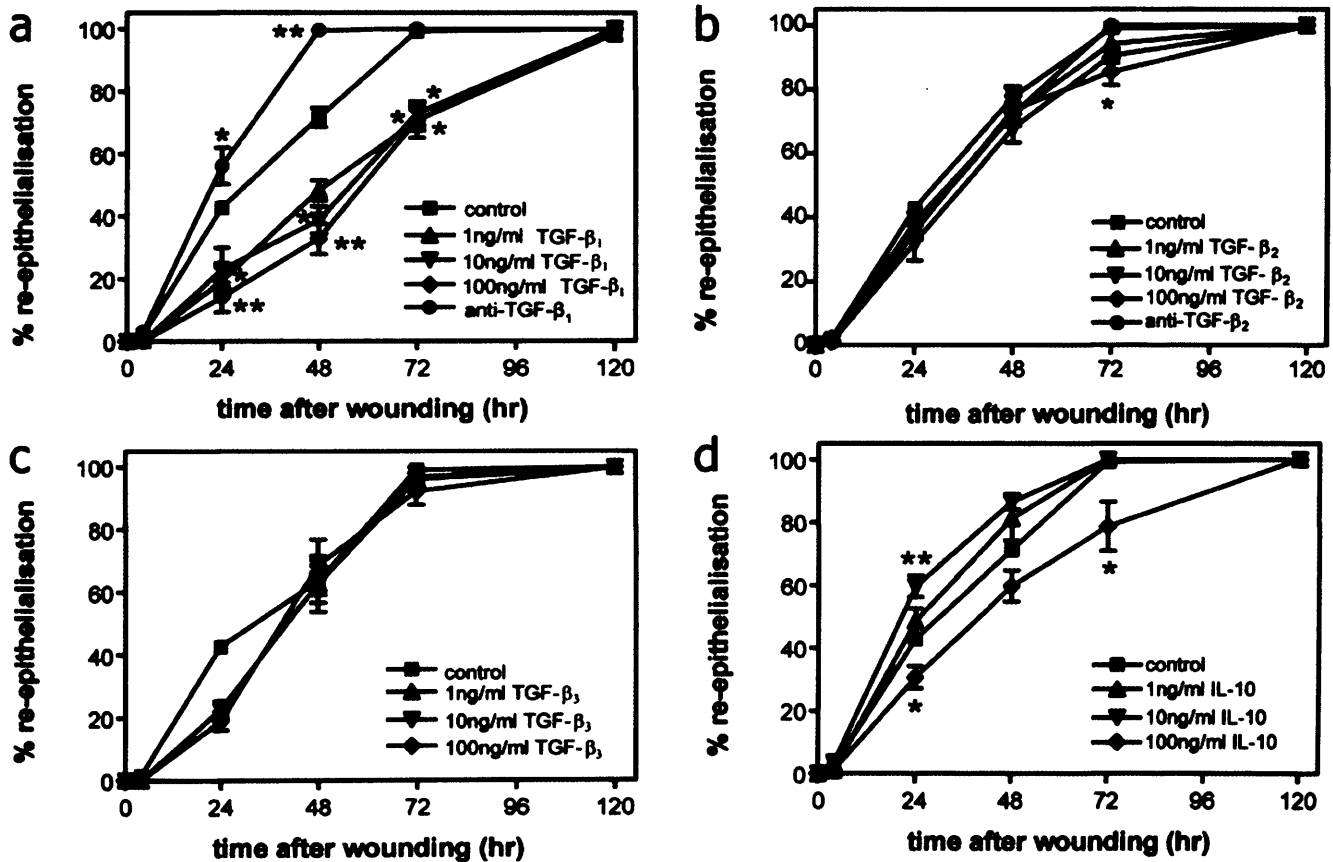 a
100
80
60
40
20
0
% re-epithelialisation
0 24 48 72 96 120
time after wounding (hr)
control
1ng/ml TGF-β₁
10ng/ml TGF-β₁
100ng/ml TGF-β₁
anti-TGF-β₁
**
*
*
*
*
*
**
*
**
b
100
80
60
40
20
0
% re-epithelialisation
0 24 48 72 96 120
time after wounding (hr)
control
1ng/ml TGF- β₂
10ng/ml TGF- β₂
100ng/ml TGF- β₂
anti-TGF-β₂
*
c
100
80
60
40
20
0
% re-epithelialisation
0 24 48 72 96 120
time after wounding (hr)
control
1ng/ml TGF-β₃
10ng/ml TGF-β₃
100ng/ml TGF-β₃
d
100
80
60
40
20
0
% re-epithelialisation
0 24 48 72 96 120
time after wounding (hr)
control
1ng/ml IL-10
10ng/ml IL-10
100ng/ml IL-10
**
*
*